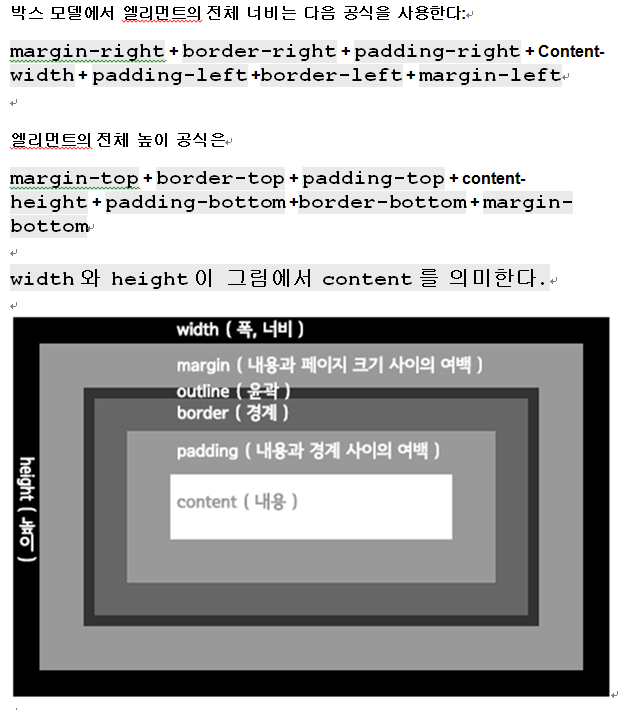 박스 모델에서 엘리먼트의 전체 너비는 다음 공식을 사용한다:
margin-right + border-right + padding-right + Content-
width + padding-left +border-left + margin-left
엘리먼트의 전체 높이 공식은
margin-top + border-top + padding-top + content-
height + padding-bottom +border-bottom + margin-
bottom
width 와 height 이 그림에서 content 를 의미한다.
width ( 폭, 너비 )
margin ( 내용과 페이지 크기 사이의 여백 )
outline ( 윤곽 )
border ( 경계 )
padding ( 내용과 경계 사이의 여백 )
content ( 내용 )
height ( 높이 )